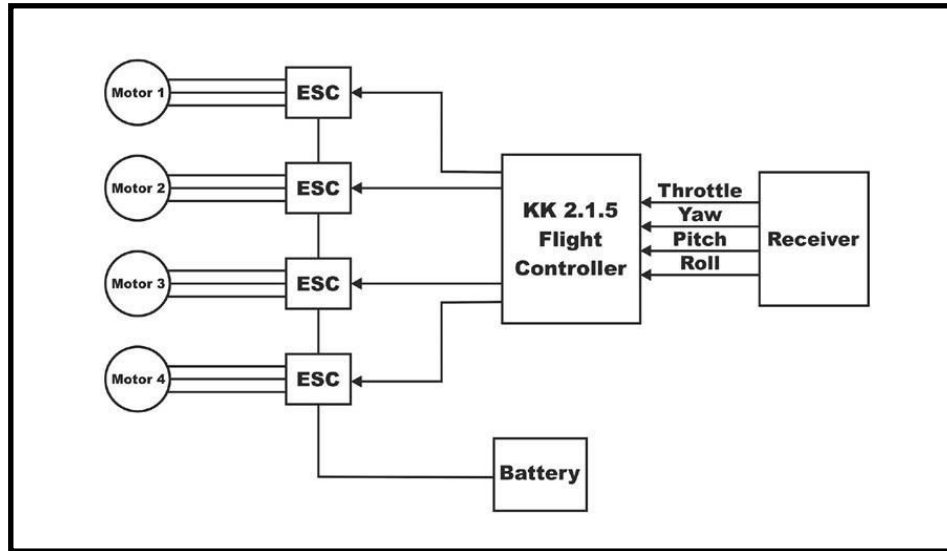 Motor 1
ESC
Motor 2
ESC
Motor 3
ESC
Motor 4
ESC
KK 2.1.5
Flight
Controller
Throttle
Yaw
Pitch
Roll
Receiver
Battery